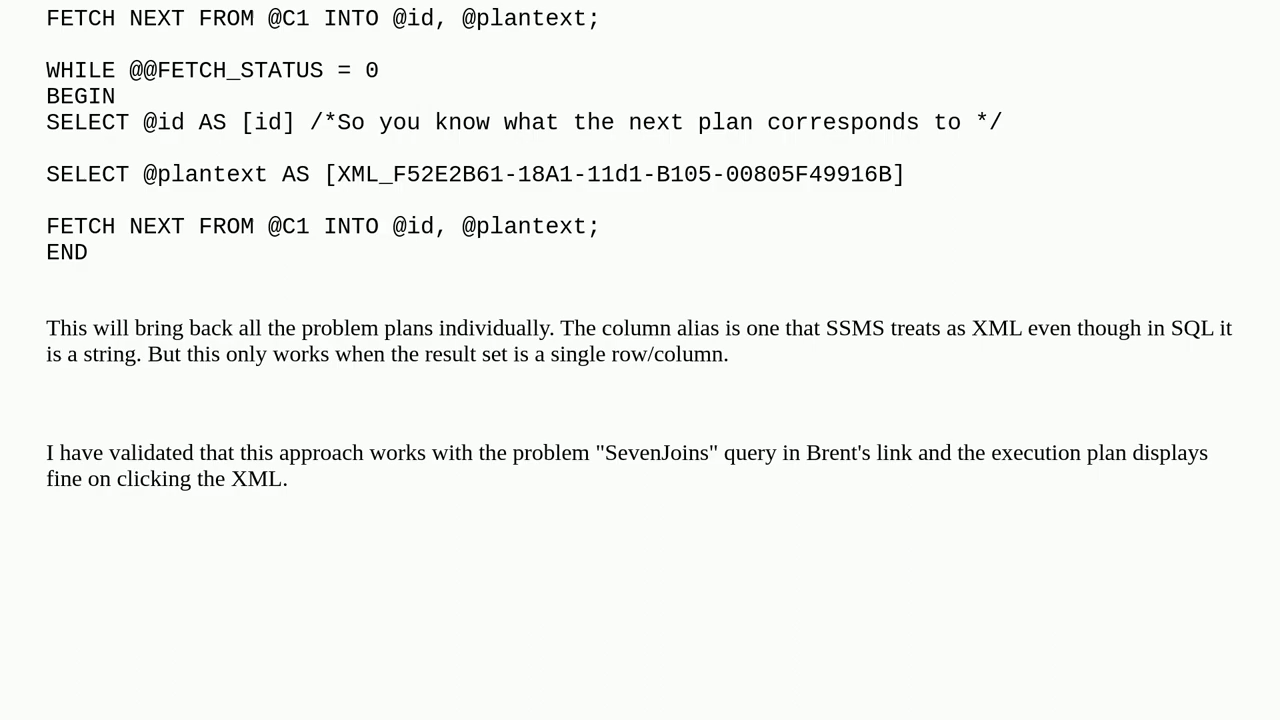 FETCH NEXT FROM @C1 INTO @id, @plantext;
WHILE @@FETCH_STATUS = 0
BEGIN
SELECT @id AS [id] /*So you know what the next plan corresponds to */
SELECT @plantext AS [XML_F52E2B61-18A1-11d1-B105-00805F49916B]
FETCH NEXT FROM @C1 INTO @id, @plantext;
END
This will bring back all the problem plans individually. The column alias is one that SSMS treats as XML even though in SQL it
is a string. But this only works when the result set is a single row/column.
I have validated that this approach works with the problem "SevenJoins" query in Brent's link and the execution plan displays
fine on clicking the XML.